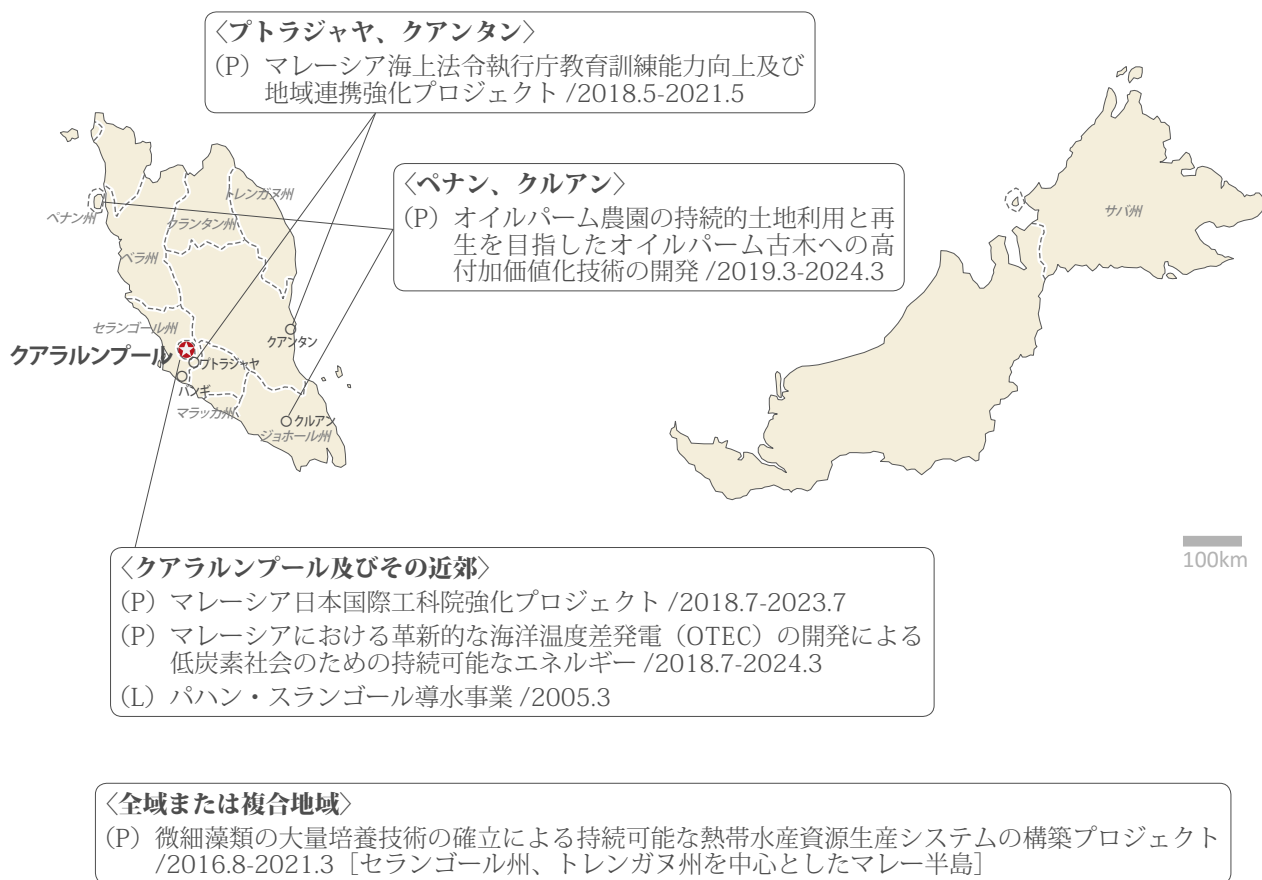 〈プトラジャヤ、クアンタン〉
(P) マレーシア海上法令執行庁教育訓練能力向上及び
地域連携強化プロジェクト /2018.5-2021.5
〈ペナン、クルアン〉
(P) オイルパーム農園の持続的土地利用と再
生を目指したオイルパーム古木への高
付加価値化技術の開発 /2019.3-2024.3
トレンガヌ州
ペナン州
クランタン州
サバ州
ペラ州
セランゴール州
クアンタン
クアラルンプール
プトラジャヤ
バンギ
マラッカ州
クルアン
ジョホール州
100km
〈クアラルンプール及びその近郊〉
(P) マレーシア日本国際工科院強化プロジェクト /2018.7-2023.7
(P) マレーシアにおける革新的な海洋温度差発電（OTEC）の開発による
低炭素社会のための持続可能なエネルギー /2018.7-2024.3
(L) パハン・スランゴール導水事業 /2005.3
〈全域または複合地域〉
(P) 微細藻類の大量培養技術の確立による持続可能な熱帯水産資源生産システムの構築プロジェクト
/2016.8-2021.3［セランゴール州、トレンガヌ州を中心としたマレー半島］